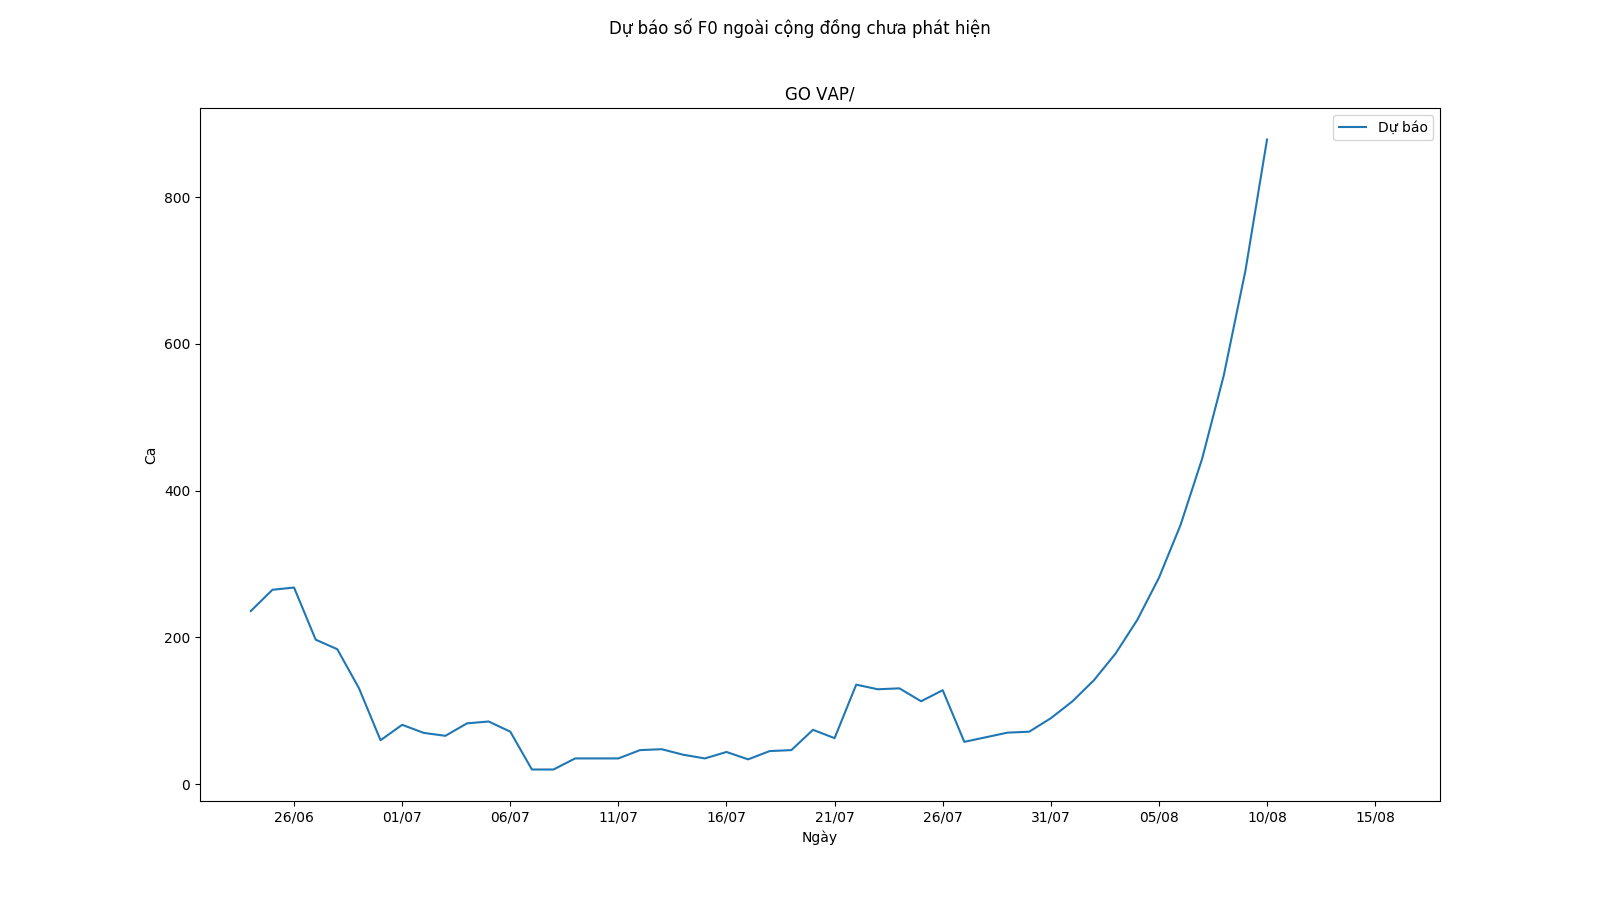 Dự báo số F0 ngoài cộng đồng chưa phát hiện
GO VAP/
Dự báo
800
600
400
200
0
Ca
26/06 01/07 06/07 11/07 16/07 21/07 26/07 31/07 05/08 10/08 15/08
Ngày